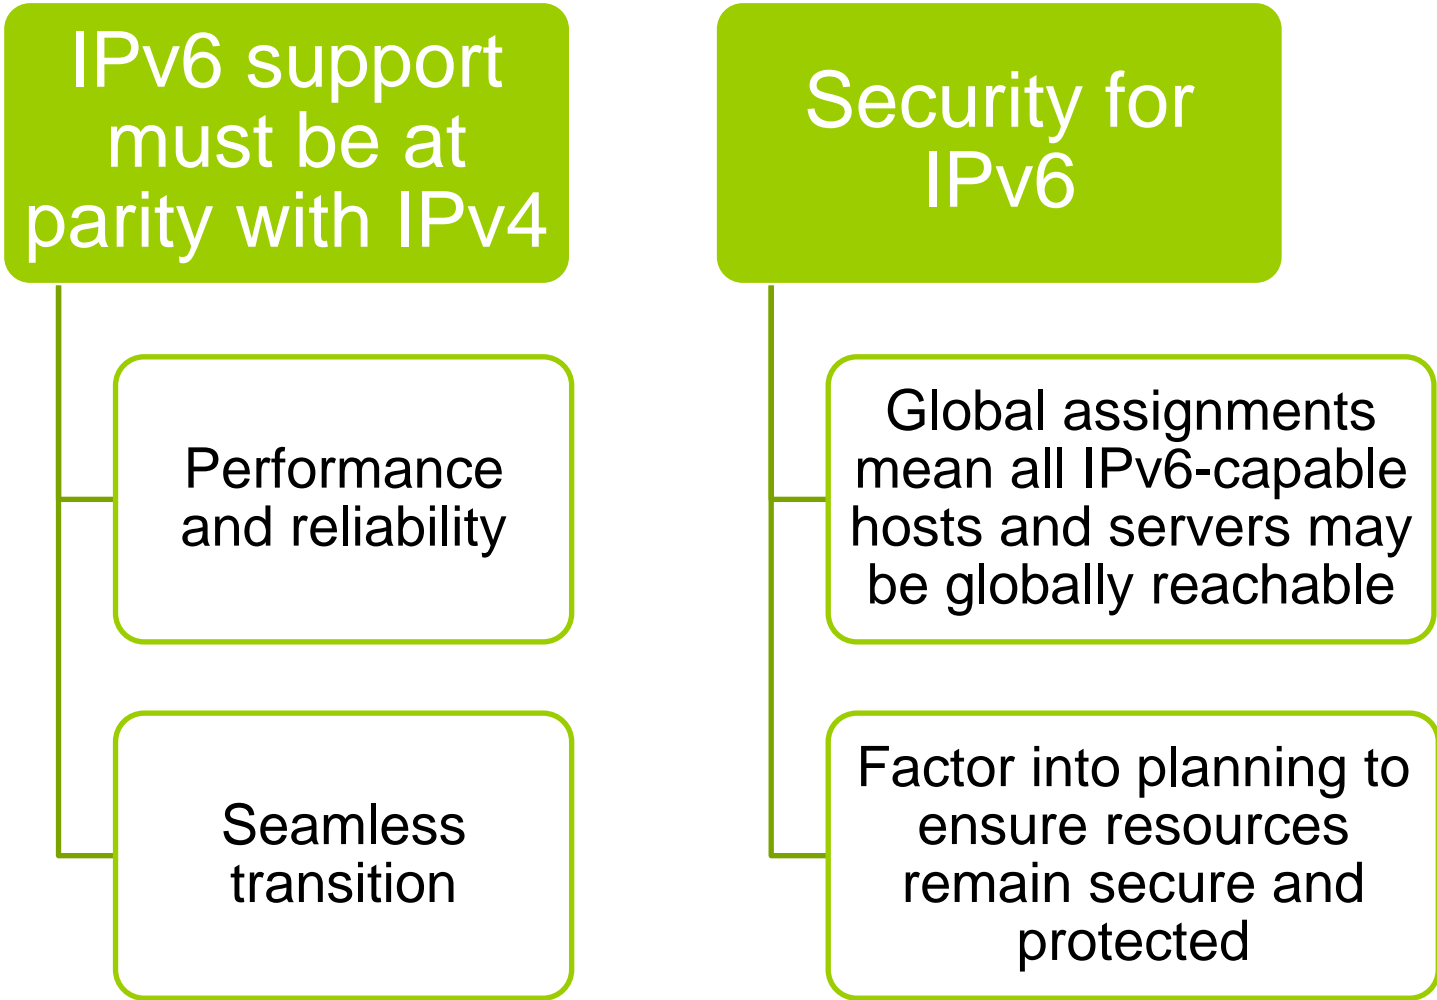 IPv6 support
must be at
parity with IPv4
Performance
and reliability
Seamless
transition
Security for
IPv6
Global assignments
mean all IPv6-capable
hosts and servers may
be globally reachable
Factor into planning to
ensure resources
remain secure and
protected